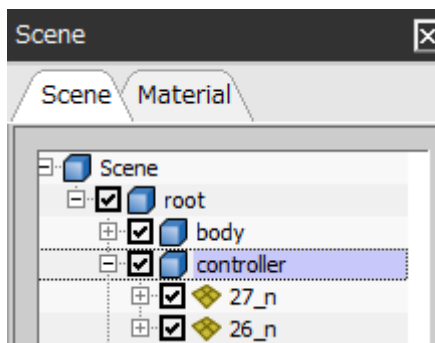 Scene
Scene Material
Scene
root
body
controller
27_n
26_n